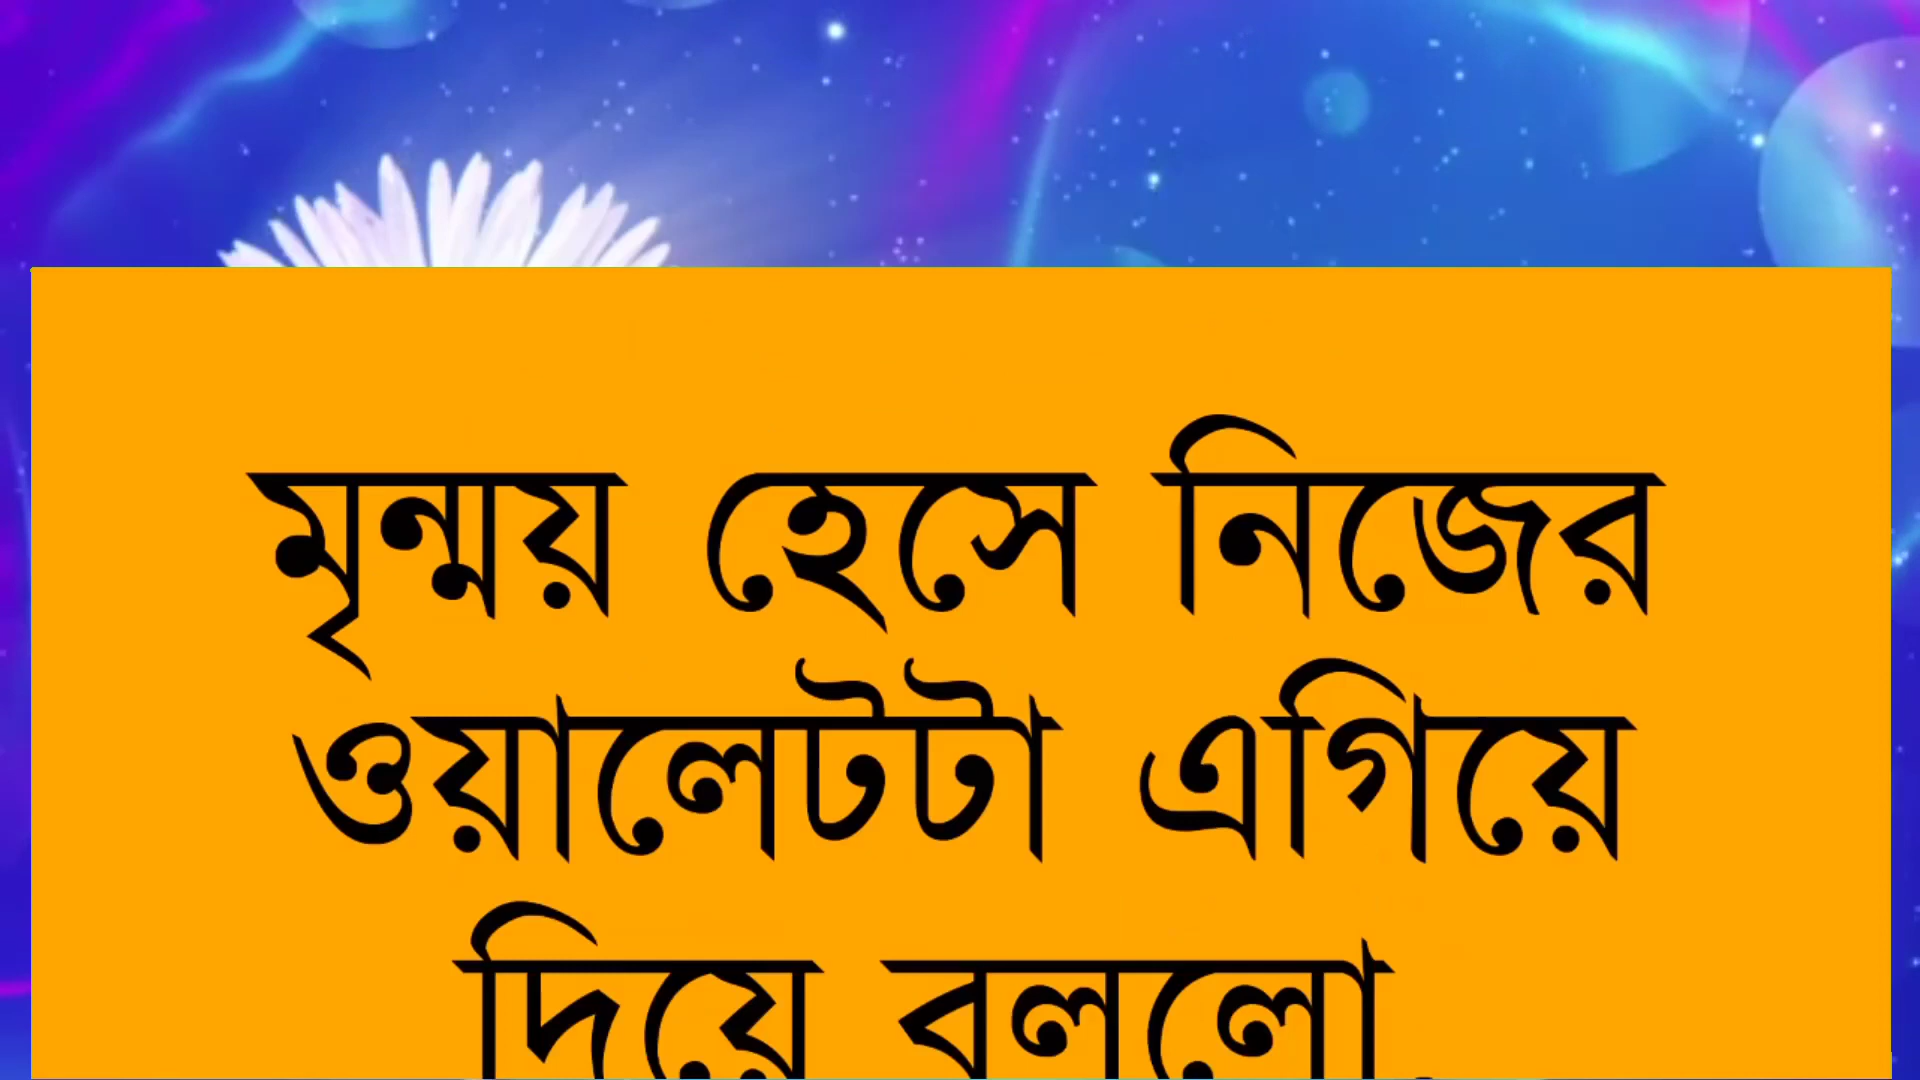 মৃন্ময় হেসে নিজের
ওয়ালেটটা এগিয়ে
দিয়ে বললো,